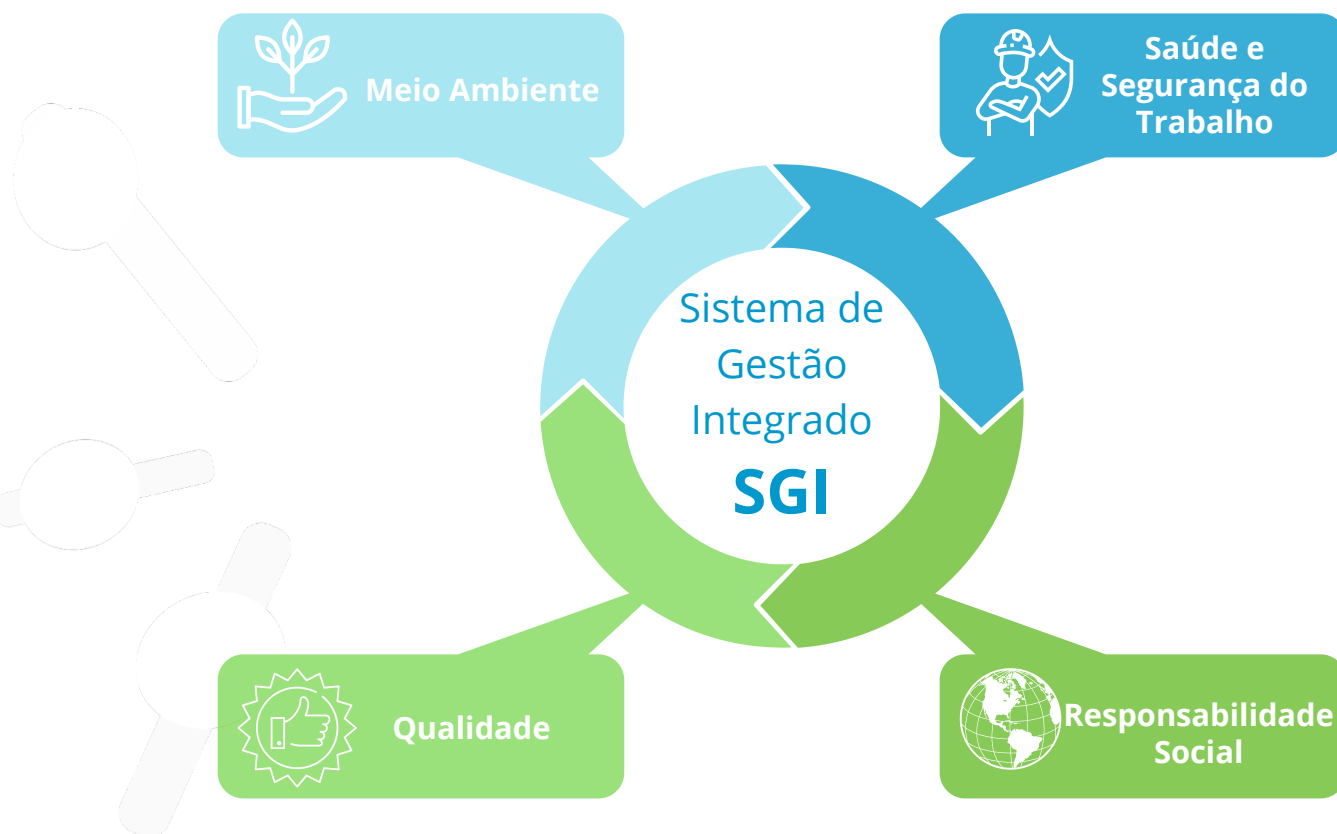 Meio Ambiente
Saúde e
Segurança do
Trabalho
Sistema de
Gestão
Integrado
SGI
Qualidade
Responsabilidade
Social